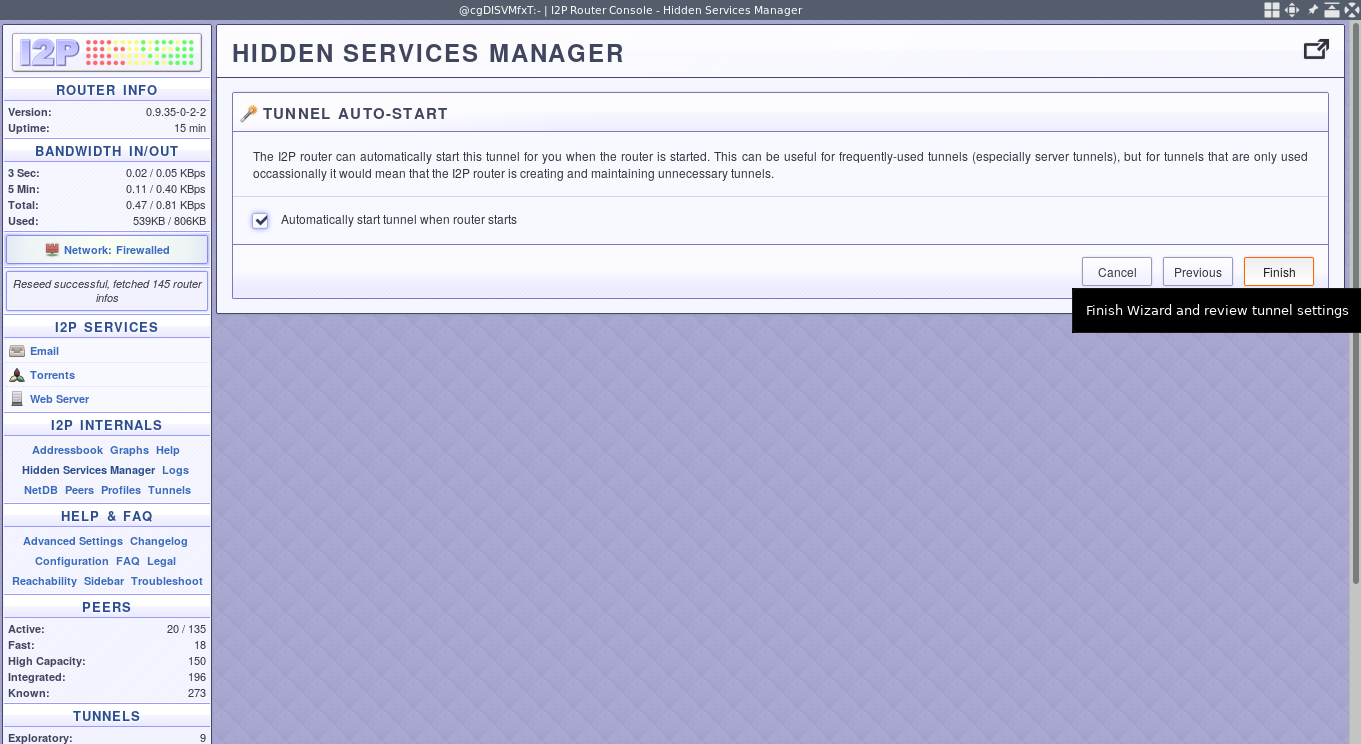 @cgDISVMfxT:- | I2P Router Console - Hidden Services Manager
I2P
ROUTER INFO
Version: 0.9.35-0-2-2
Uptime: 15 min
BANDWIDTH IN/OUT
3 Sec: 0.02 / 0.05 KBps
5 Min: 0.11 / 0.40 KBps
Total: 0.47 / 0.81 KBps
Used: 539KB / 806KB
Network: Firewalled
Reseed successful, fetched 145 router
infos
I2P SERVICES
Email
Torrents
Web Server
I2P INTERNALS
Addressbook Graphs Help
Hidden Services Manager Logs
NetDB Peers Profiles Tunnels
HELP & FAQ
Advanced Settings Changelog
Configuration FAQ Legal
Reachability Sidebar Troubleshoot
PEERS
Active: 20 / 135
Fast: 18
High Capacity: 150
Integrated: 196
Known: 273
TUNNELS
Exploratory: 9
HIDDEN SERVICES MANAGER
TUNNEL AUTO-START
The I2P router can automatically start this tunnel for you when the router is started. This can be useful for frequently-used tunnels (especially server tunnels), but for tunnels that are only used
occassionally it would mean that the I2P router is creating and maintaining unnecessary tunnels.
Automatically start tunnel when router starts
Cancel Previous Finish
Finish Wizard and review tunnel settings